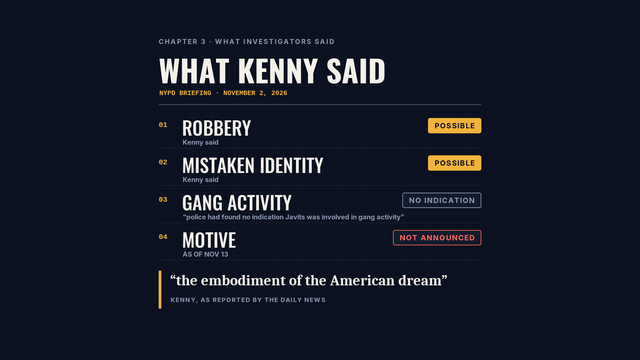 CHAPTER 3 · WHAT INVESTIGATORS SAID
WHAT KENNY SAID
NYPD BRIEFING · NOVEMBER 2, 2026
01 ROBBERY POSSIBLE
Kenny said
02 MISTAKEN IDENTITY POSSIBLE
Kenny said
03 GANG ACTIVITY NO INDICATION
"police had found no indication Javits was involved in gang activity"
04 MOTIVE NOT ANNOUNCED
AS OF NOV 13
“the embodiment of the American dream”
KENNY, AS REPORTED BY THE DAILY NEWS